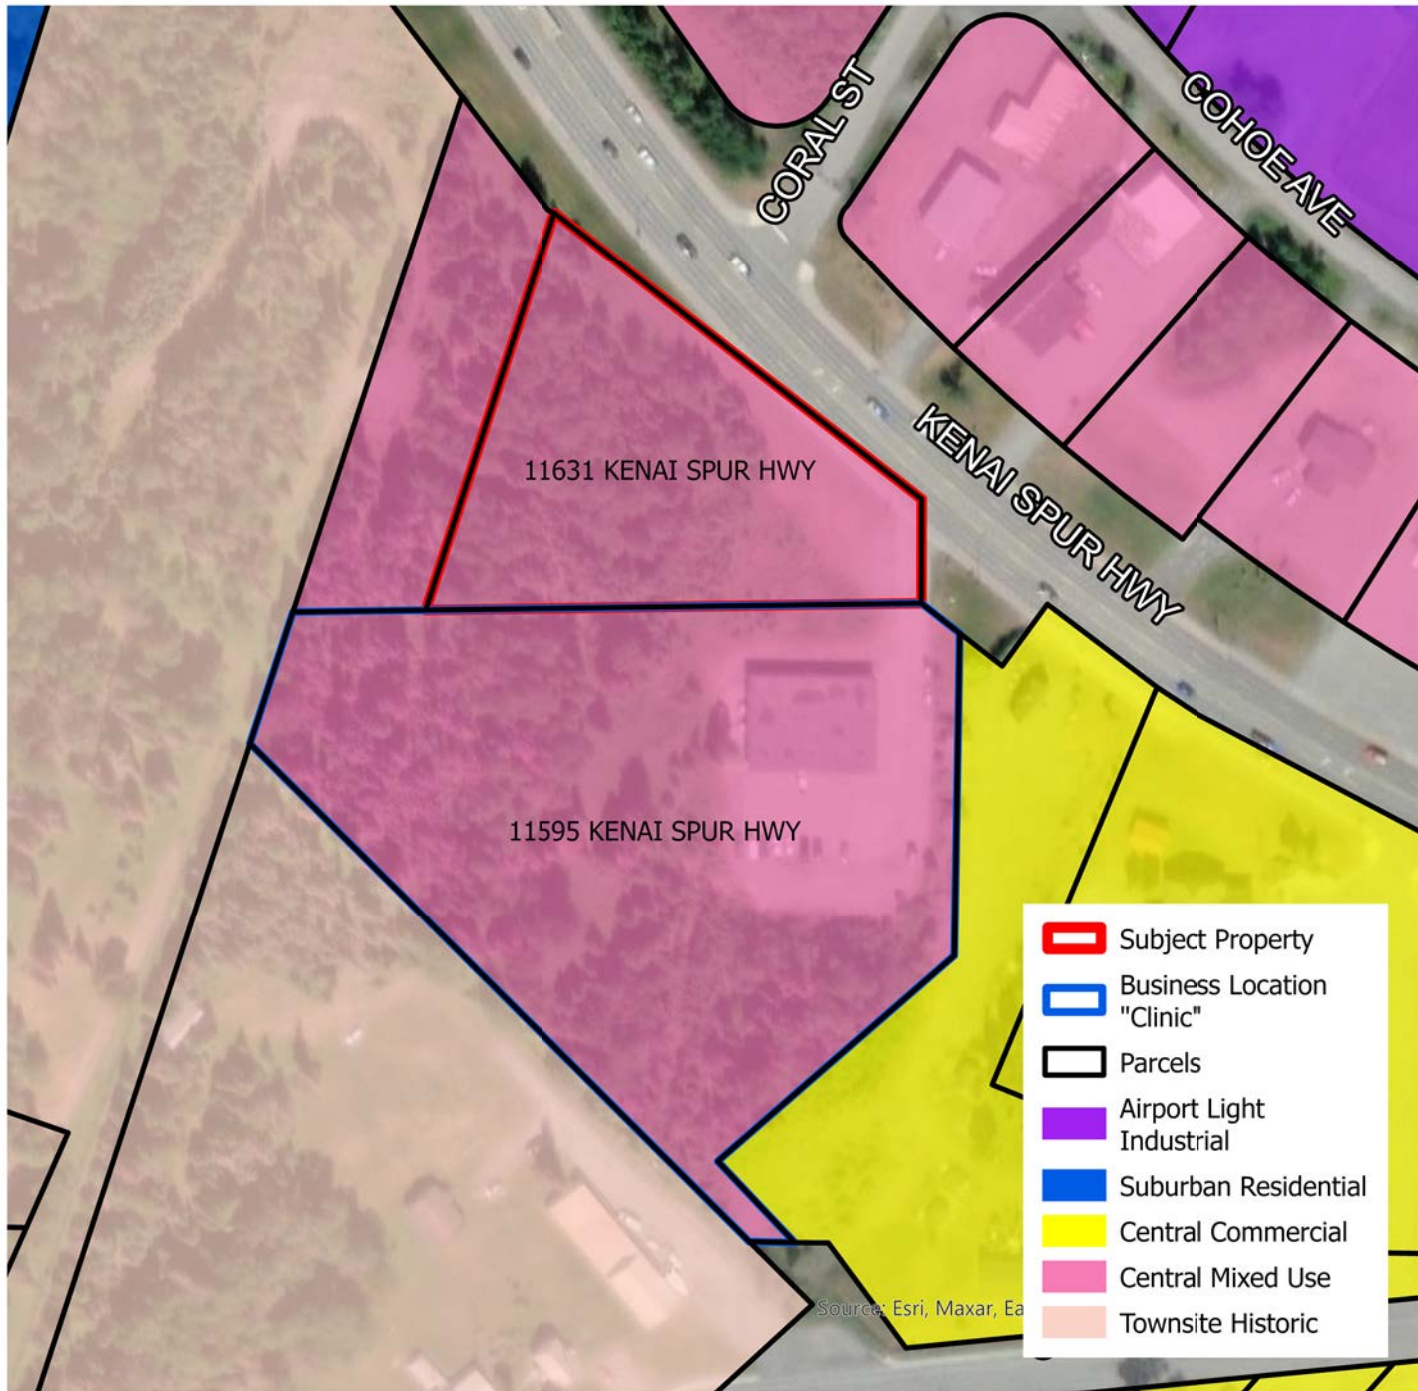 CORAL ST
COHOE AVE
11631 KENAI SPUR HWY
KENAI SPUR HWY
11595 KENAI SPUR HWY
Subject Property
Business Location
"Clinic"
Parcels
Airport Light
Industrial
Suburban Residential
Central Commercial
Central Mixed Use
Townsite Historic
Source: Esri, Maxar, Ea